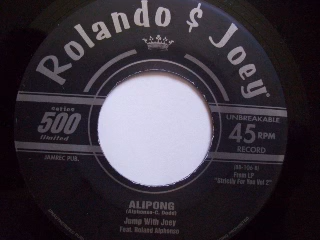 Rolando & Joey
series
500
limited
JAMREC PUB.
UNBREAKABLE
45 RPM
RECORD
From LP
"Strictly For You Vol 2"
ALIPONG
Jump With Joey
Feat. Roland Alphonso